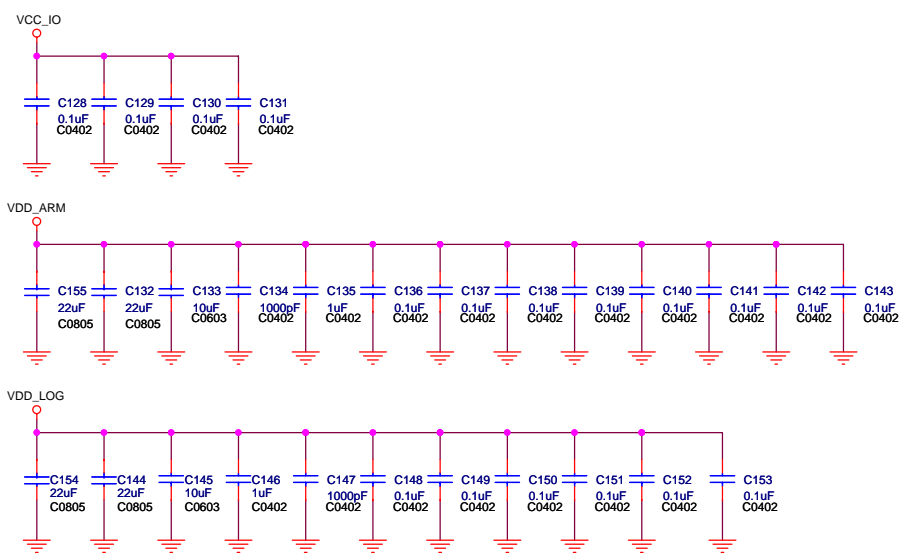 VCC_IO
C128 C129 C130 C131
0.1uF 0.1uF 0.1uF 0.1uF
C0402 C0402 C0402 C0402
VDD_ARM
C155 C132 C133 C134 C135 C136 C137 C138 C139 C140 C141 C142 C143
22uF 22uF 10uF 1000pF 1uF 0.1uF 0.1uF 0.1uF 0.1uF 0.1uF 0.1uF 0.1uF 0.1uF
C0805 C0805 C0603 C0402 C0402 C0402 C0402 C0402 C0402 C0402 C0402 C0402 C0402
VDD_LOG
C154 C144 C145 C146 C147 C148 C149 C150 C151 C152 C153
22uF 22uF 10uF 1uF 1000pF 0.1uF 0.1uF 0.1uF 0.1uF 0.1uF 0.1uF
C0805 C0805 C0603 C0402 C0402 C0402 C0402 C0402 C0402 C0402 C0402